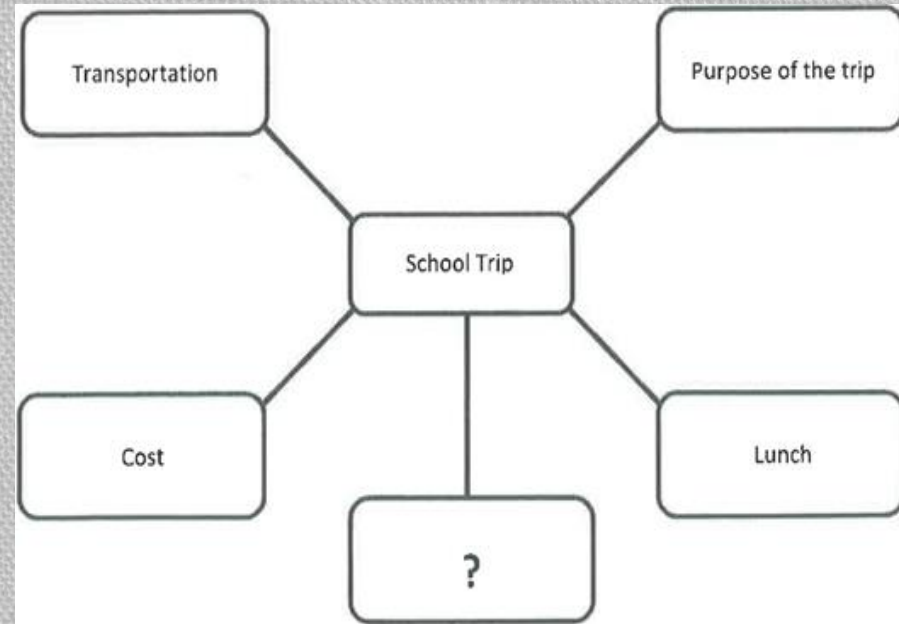 Transportation
Purpose of the trip
School Trip
Cost
Lunch
?